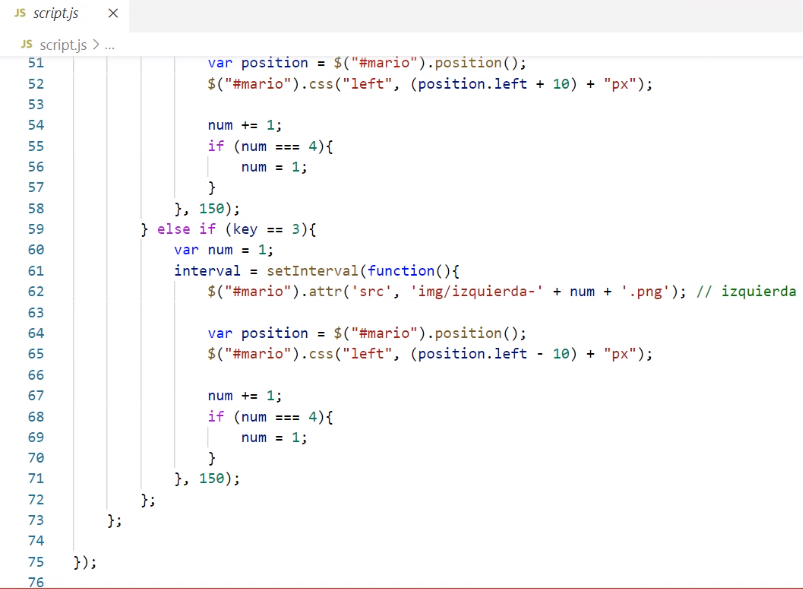 JS script.js ×
JS script.js > ...
51 var position = $("#mario").position();
52 $("#mario").css("left", (position.left + 10) + "px");
53
54 num += 1;
55 if (num === 4){
56 num = 1;
57 }
58 }, 150);
59 } else if (key == 3){
60 var num = 1;
61 interval = setInterval(function(){
62 $("#mario").attr('src', 'img/izquierda-' + num + '.png'); // izquierda
63
64 var position = $("#mario").position();
65 $("#mario").css("left", (position.left - 10) + "px");
66
67 num += 1;
68 if (num === 4){
69 num = 1;
70 }
71 }, 150);
72 };
73 };
74
75 });
76